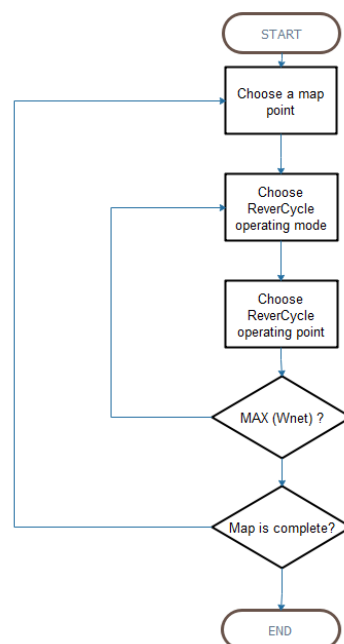 START
Choose a map
point
Choose
ReverCycle
operating mode
Choose
ReverCycle
operating point
MAX (Wnet) ?
Map is complete?
END